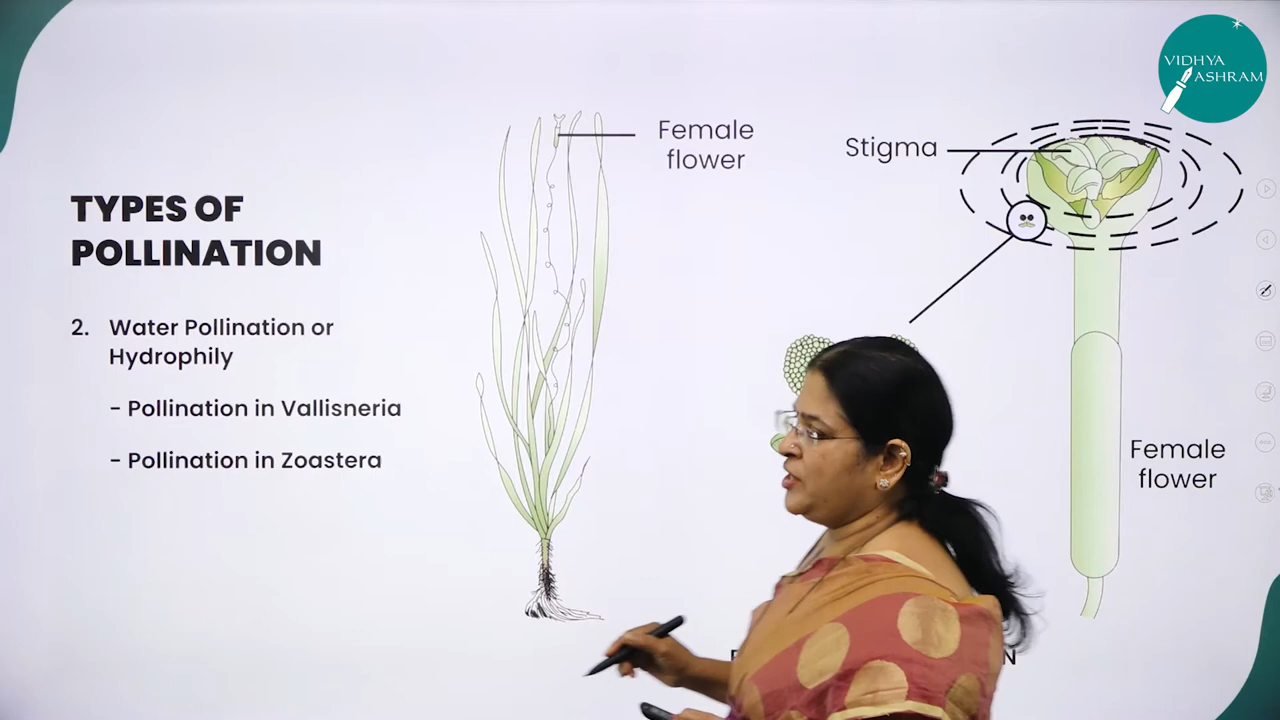 VIDHYA
ASHRAM
Female
flower
Stigma
TYPES OF
POLLINATION
2. Water Pollination or
Hydrophily
- Pollination in Vallisneria
- Pollination in Zoastera
Female
flower